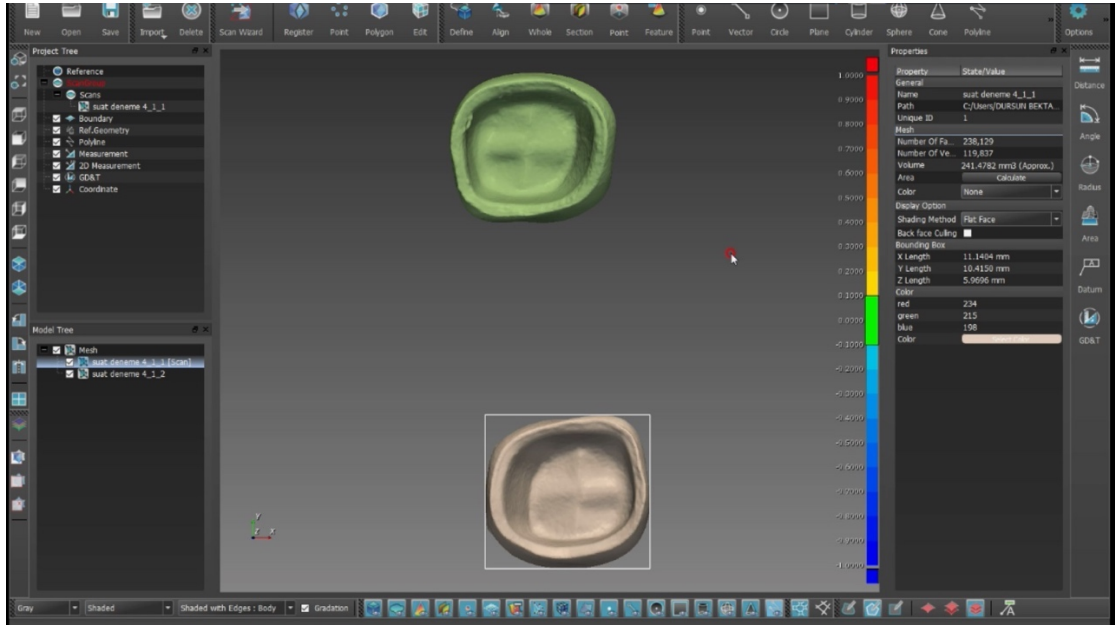 New Open Save Import Delete Scan Wizard Register Point Polygon Edit Define Align Whole Section Point Feature Point Vector Circle Plane Cylinder Sphere Cone Polyline Options
Project Tree
Reference
Scans
suat deneme 4_1_1
Boundary
Ref.Geometry
Polyline
Measurement
2D Measurement
GD&T
Coordinate
Model Tree
Mesh
suat deneme 4_1_1 [Scan]
suat deneme 4_1_2
Y
Z X
1.0000
0.9000
0.8000
0.7000
0.6000
0.5000
0.4000
0.3000
0.2000
0.1000
0.0000
-0.1000
-0.2000
-0.3000
-0.4000
-0.5000
-0.6000
-0.7000
-0.8000
-0.9000
-1.0000
Properties
Property State/Value
General
Name suat deneme 4_1_1
Path C:/Users/DURSUN BEKTA...
Unique ID 1
Mesh
Number Of Fa... 238,129
Number Of Ve... 119,837
Volume 241.4782 mm3 (Approx.)
Area Calculate
Color None
Display Option
Shading Method Flat Face
Back face Culing
Bounding Box
X Length 11.1404 mm
Y Length 10.4150 mm
Z Length 5.9696 mm
Color
red 234
green 215
blue 198
Color
Distance
Angle
Radius
Area
Datum
GD&T
Gray Shaded Shaded with Edges : Body Gradation